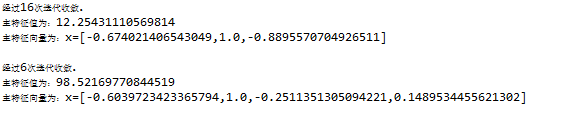 经过16次迭代收敛.
主特征值为: 12.25431110569814
主特征向量为: x=[-0.674021406543049,1.0,-0.8895570704926511]
经过6次迭代收敛.
主特征值为: 98.52169770844519
主特征向量为: x=[-0.6039723423365794,1.0,-0.2511351305094221,0.1489534455621302]